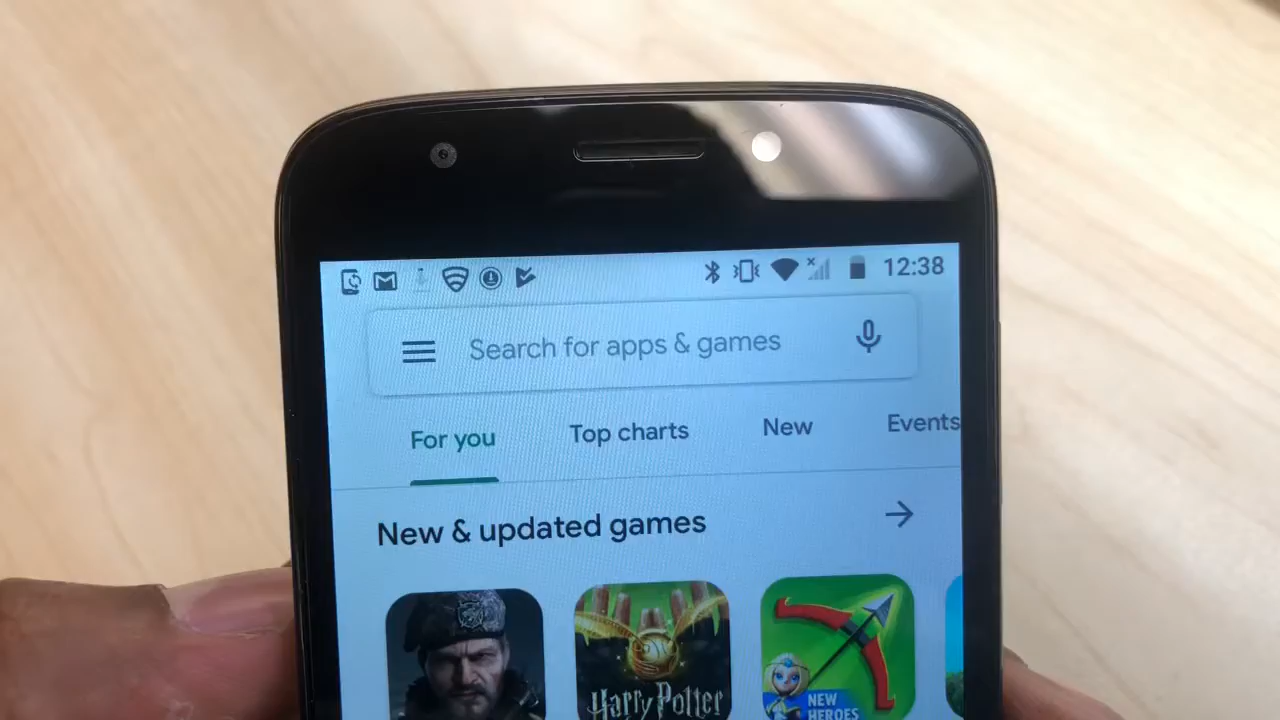 12:38
Search for apps & games
For you Top charts New Events
New & updated games
Harry Potter
NEW
HEROES